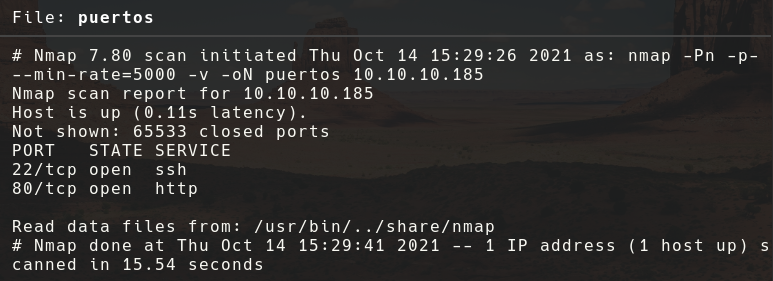 File: puertos
# Nmap 7.80 scan initiated Thu Oct 14 15:29:26 2021 as: nmap -Pn -p-
--min-rate=5000 -v -oN puertos 10.10.10.185
Nmap scan report for 10.10.10.185
Host is up (0.11s latency).
Not shown: 65533 closed ports
PORT   STATE SERVICE
22/tcp open  ssh
80/tcp open  http
Read data files from: /usr/bin/../share/nmap
# Nmap done at Thu Oct 14 15:29:41 2021 -- 1 IP address (1 host up) s
canned in 15.54 seconds